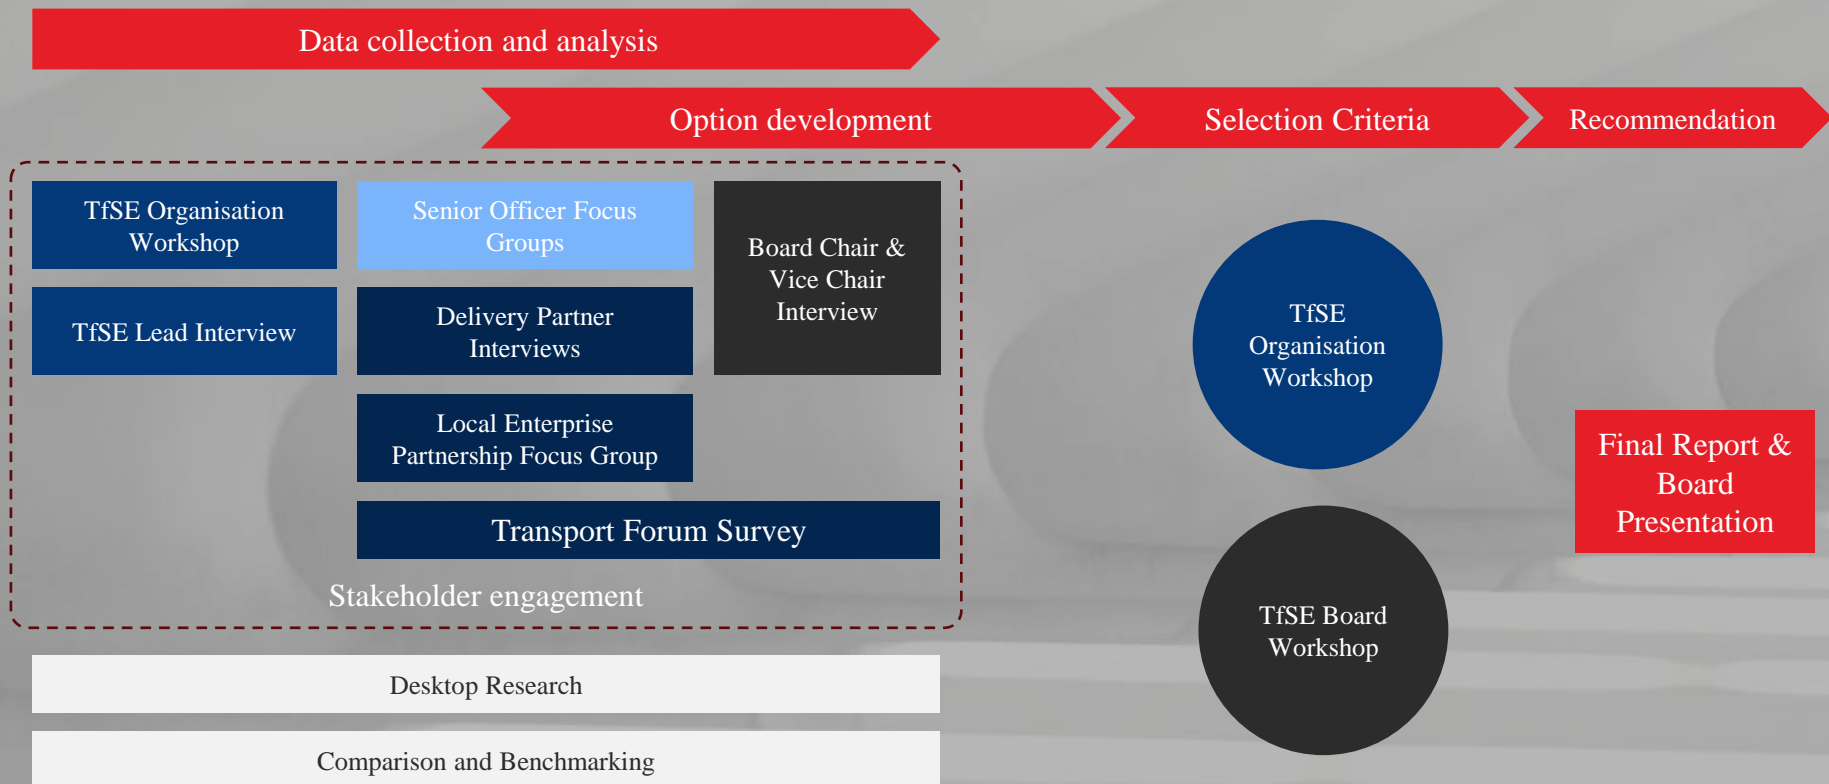 Data collection and analysis
Option development
Selection Criteria
Recommendation
TfSE Organisation
Workshop
Senior Officer Focus
Groups
Board Chair &
Vice Chair
Interview
TfSE Lead Interview
Delivery Partner
Interviews
Local Enterprise
Partnership Focus Group
Transport Forum Survey
Stakeholder engagement
Desktop Research
Comparison and Benchmarking
TfSE
Organisation
Workshop
TfSE Board
Workshop
Final Report &
Board
Presentation